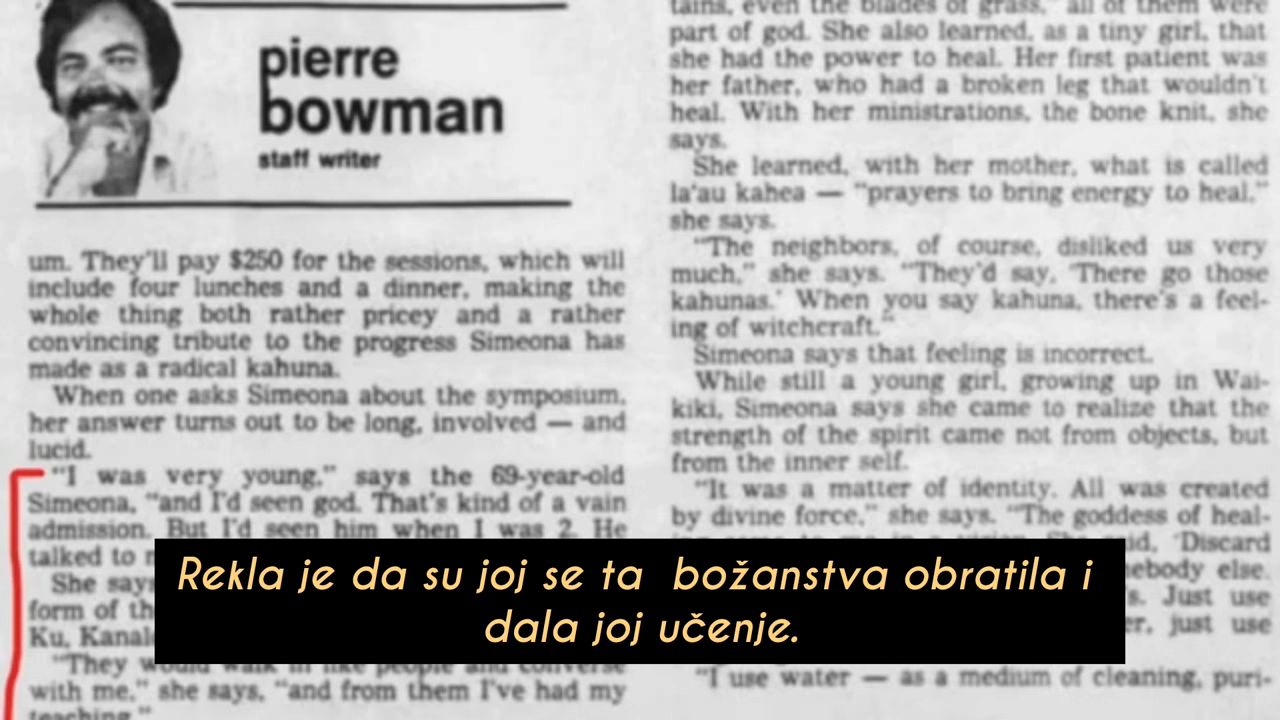 pierre
bowman
staff writer
um. They'll pay $250 for the sessions, which will
include four lunches and a dinner, making the
whole thing both rather pricey and a rather
convincing tribute to the progress Simeona has
made as a radical kahuna.
When one asks Simeona about the symposium,
her answer turns out to be long, involved — and
lucid.
"I was very young," says the 69-year-old
Simeona, "and I'd seen god. That's kind of a vain
admission. But I'd seen him when I was 2. He
talked to
She says
form of
Ku,
"They would walk in like people and converse
with me," she says, "and from them I've had my
teaching."
tains, even the blades of grass," all of them were
part of god. She also learned, as a tiny girl, that
she had the power to heal. Her first patient was
her father, who had a broken leg that wouldn't
heal. With her ministrations, the bone knit, she
says.
She learned, with her mother, what is called
la'au kahea — "prayers to bring energy to heal,"
she says.
"The neighbors, of course, disliked us very
much," she says. "They'd say, 'There go those
kahunas.' When you say kahuna, there's a feel-
ing of witchcraft."
Simeona says that feeling is incorrect.
While still a young girl, growing up in Wai-
kiki, Simeona says she came to realize that the
strength of the spirit came not from objects, but
from the inner self.
"It was a matter of identity. All was created
by divine force," she says. "The goddess of heal-
'Discard
else.
Just use
just use
"I use water — as a medium of cleaning, puri-
Rekla je da su joj se ta božanstva obratila i
dala joj učenje.